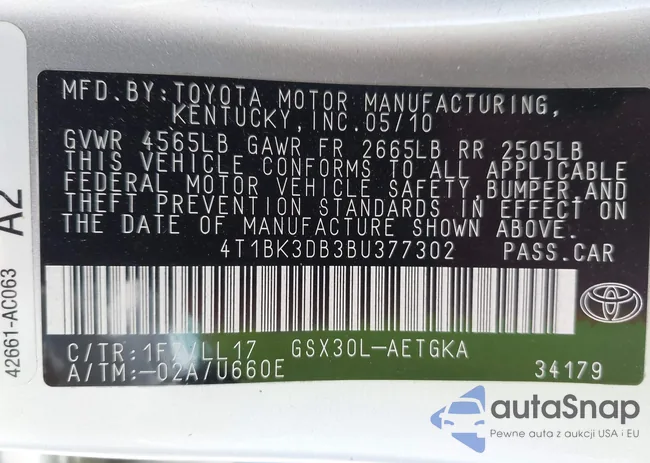 MFD.BY:TOYOTA MOTOR MANUFACTURING,
KENTUCKY,INC.05/10
GVWR 4565LB GAWR FR 2665LB RR 2505LB
THIS VEHICLE CONFORMS TO ALL APPLICABLE
FEDERAL MOTOR VEHICLE SAFETY,BUMPER,AND
THEFT PREVENTION STANDARDS IN EFFECT ON
THE DATE OF MANUFACTURE SHOWN ABOVE.
4T1BK3DB3BU377302 PASS.CAR
C/TR:1F7/LL17 GSX30L-AETGKA
A/TM:-02A/U660E 34179
42661-AC063 A2
autaSnap
Pewne auta z aukcji USA i EU